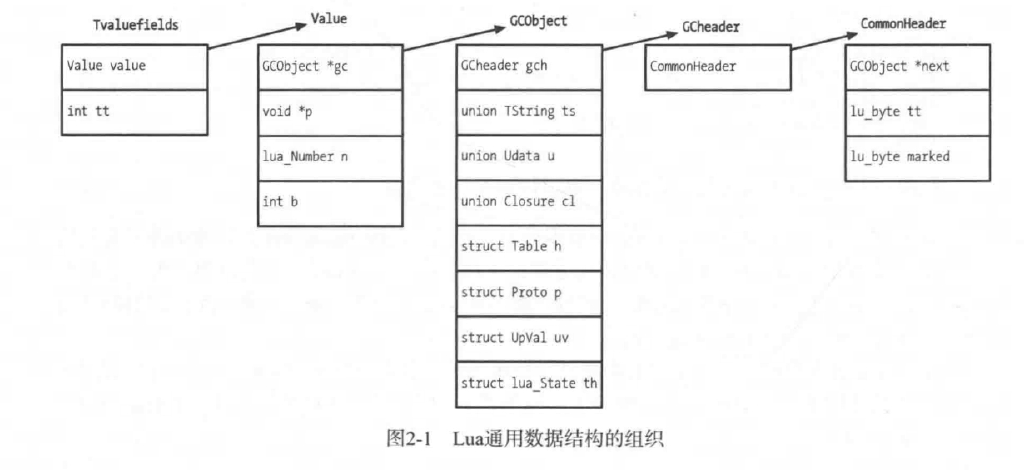 Tvaluefields
Value value
int tt
Value
GCObject *gc
void *p
lua_Number n
int b
GCObject
GCheader gch
union TString ts
union Udata u
union Closure cl
struct Table h
struct Proto p
struct UpVal uv
struct lua_State th
GCheader
CommonHeader
CommonHeader
GCObject *next
lu_byte tt
lu_byte marked
图2-1 Lua通用数据结构的组织